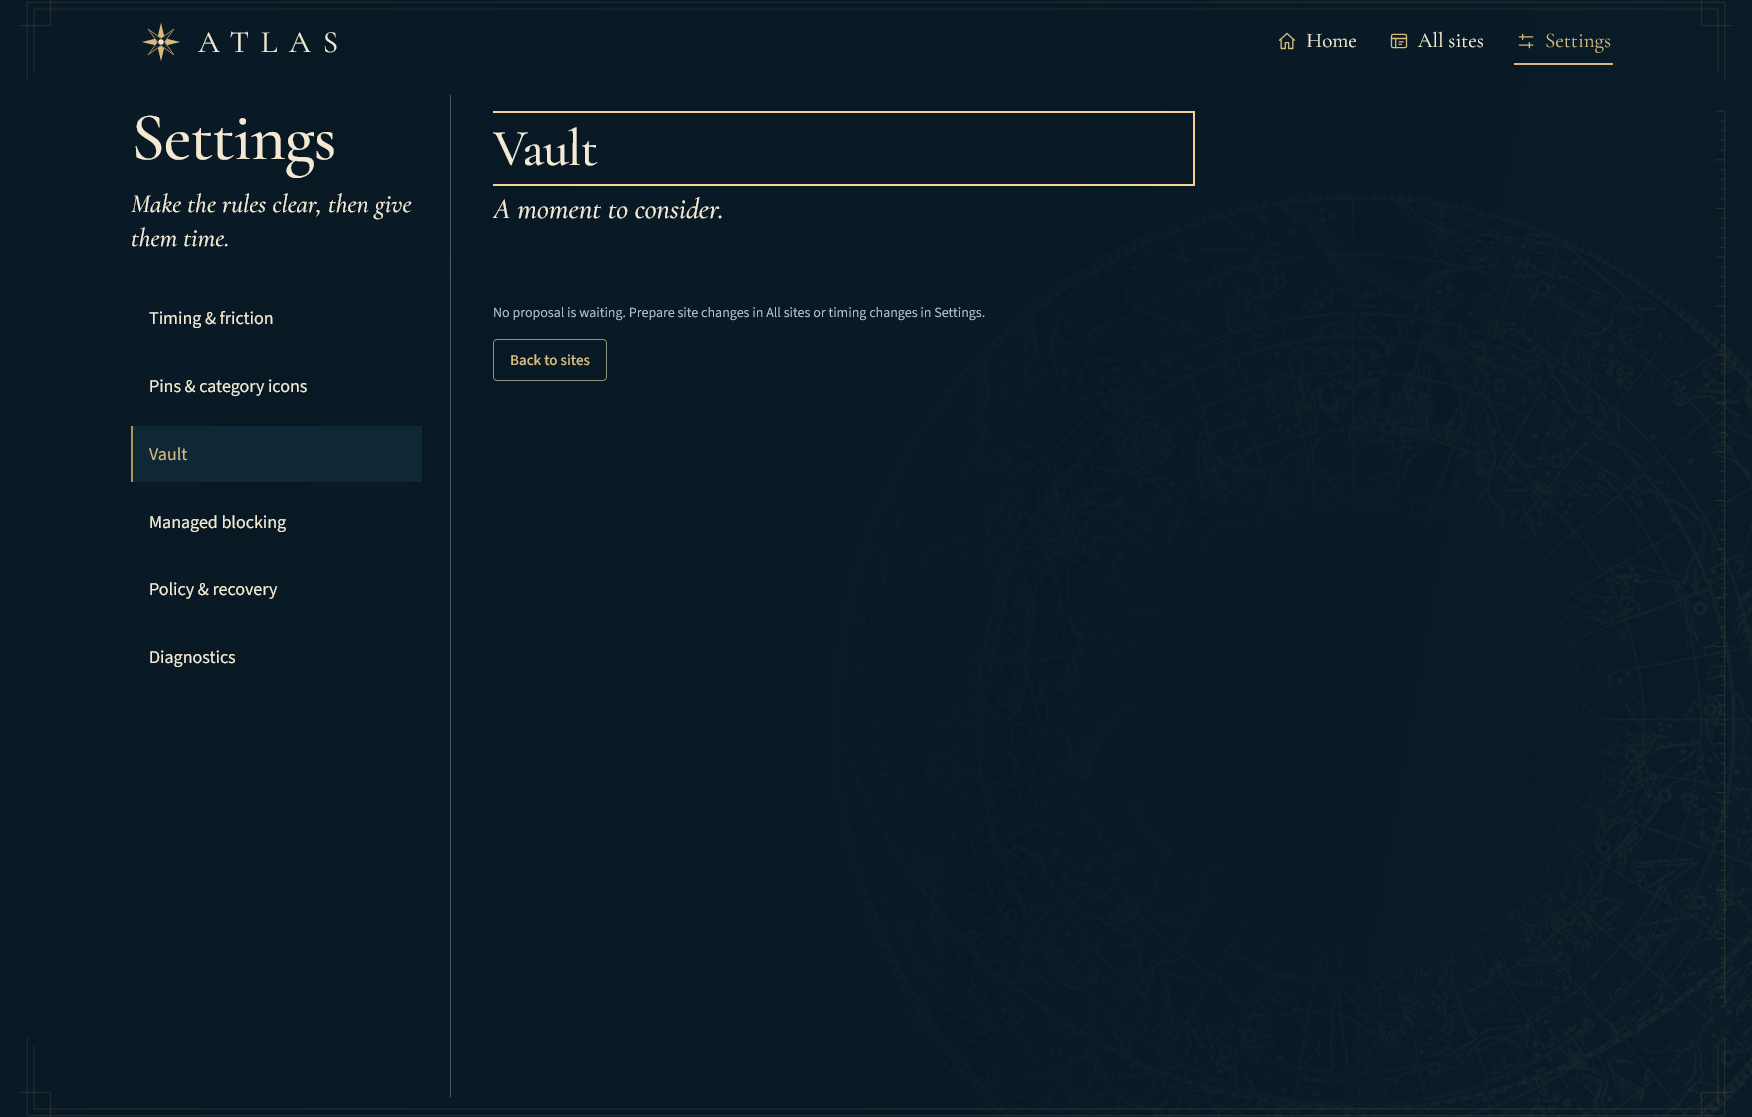 ATLAS
Home
All sites
Settings
Settings
Make the rules clear, then give
them time.
Timing & friction
Pins & category icons
Vault
Managed blocking
Policy & recovery
Diagnostics
Vault
A moment to consider.
No proposal is waiting. Prepare site changes in All sites or timing changes in Settings.
Back to sites